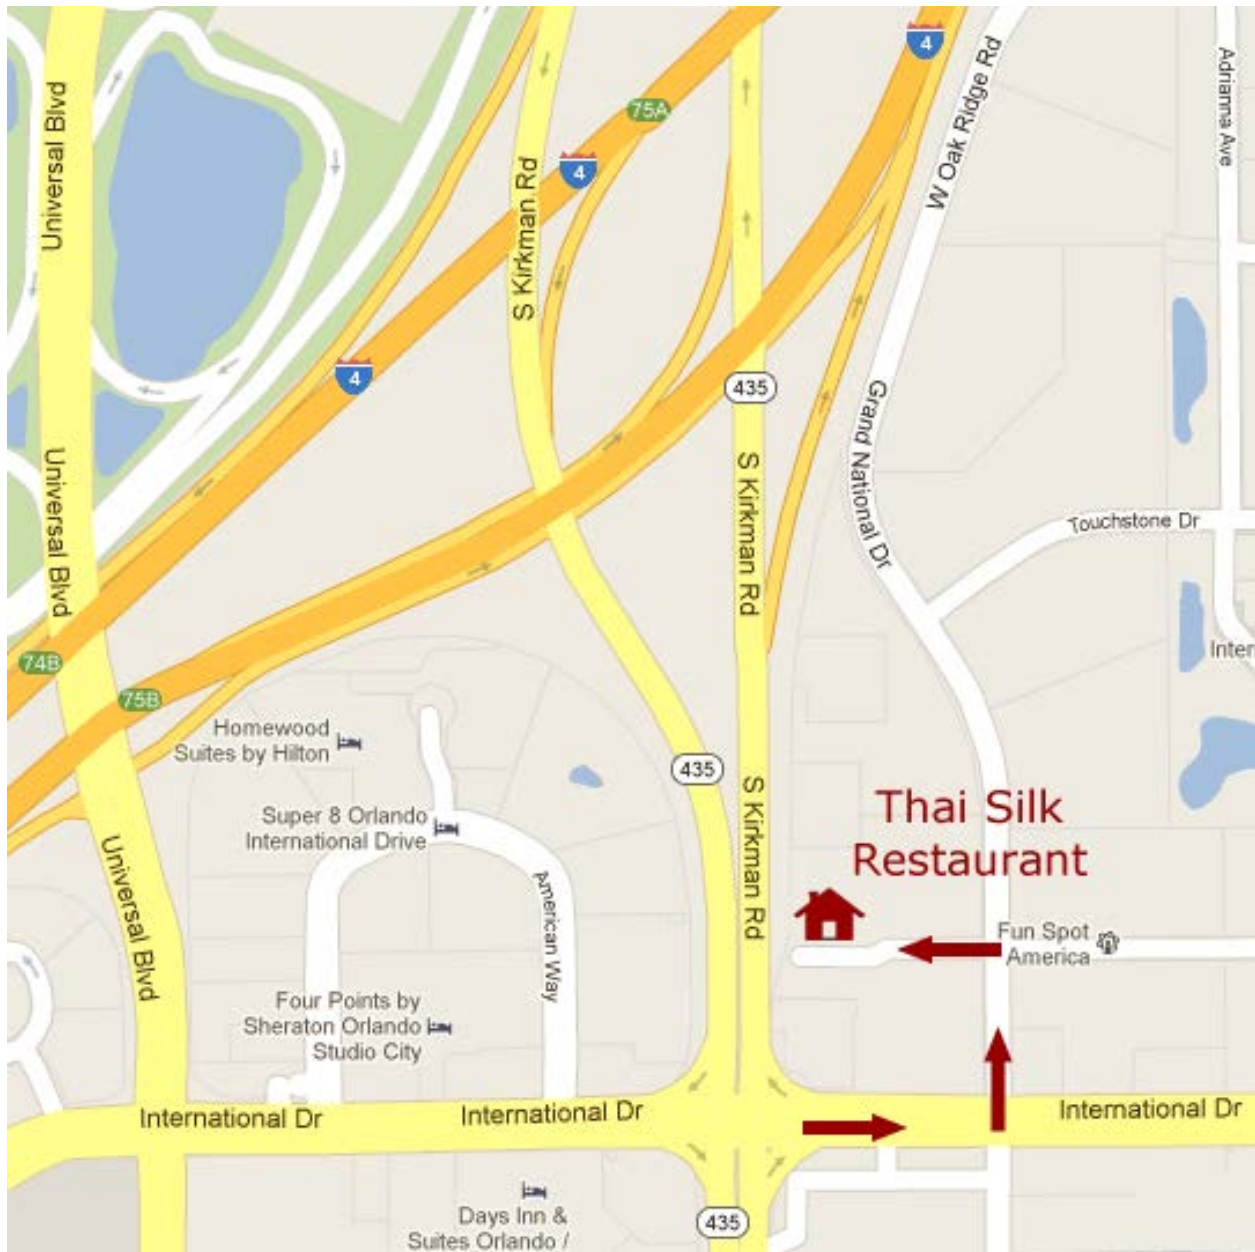 4
W Oak Ridge Rd
Adrianna Ave
Universal Blvd
75A
4
S Kirkman Rd
4
435
Grand National Dr
Universal Blvd
S Kirkman Rd
Touchstone Dr
Inter
74B
75B
Homewood
Suites by Hilton
435
S Kirkman Rd
Thai Silk
Restaurant
Super 8 Orlando
International Drive
Universal Blvd
American Way
Fun Spot
America
Four Points by
Sheraton Orlando
Studio City
International Dr
International Dr
International Dr
Days Inn &
Suites Orlando /
435